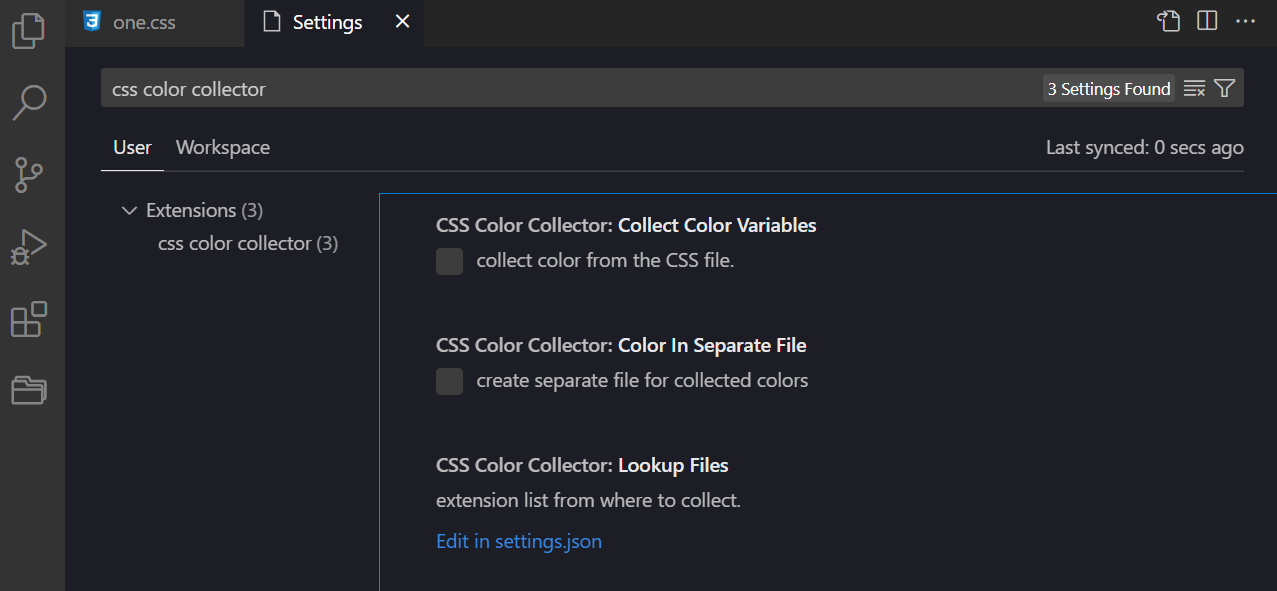 one.css
Settings
css color collector
3 Settings Found
User
Workspace
Last synced: 0 secs ago
Extensions (3)
css color collector (3)
CSS Color Collector: Collect Color Variables
collect color from the CSS file.
CSS Color Collector: Color In Separate File
create separate file for collected colors
CSS Color Collector: Lookup Files
extension list from where to collect.
Edit in settings.json